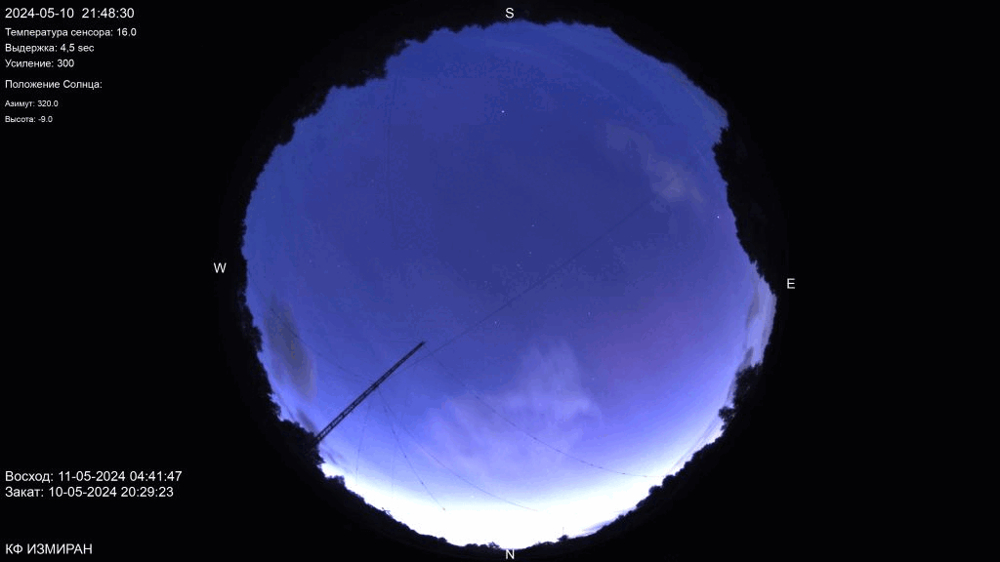 2024-05-10 21:48:30
Температура сенсора: 16.0
Выдержка: 4,5 sec
Усиление: 300
Положение Солнца:
Азимут: 320.0
Высота: -9.0
S
W
E
Восход: 11-05-2024 04:41:47
Закат: 10-05-2024 20:29:23
КФ ИЗМИРАН
N